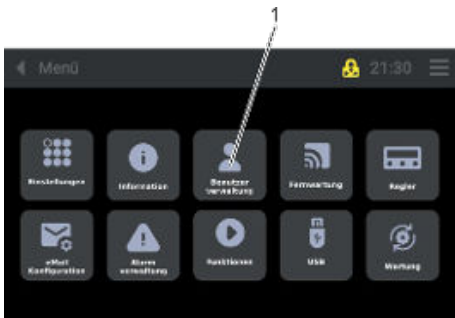 1
Menü 21:30
Einstellungen Information Benutzer verwaltung Fernwartung Regler
eMail Konfiguration Alarm verwaltung Funktionen USB Wartung